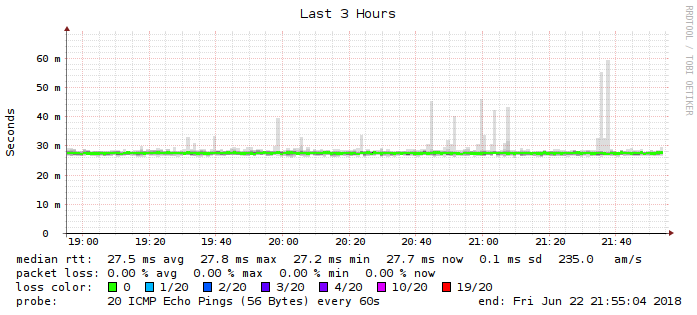 Last 3 Hours
RRDTOOL / TOBI OETIKER
Seconds
60 m
50 m
40 m
30 m
20 m
10 m
0
19:00 19:20 19:40 20:00 20:20 20:40 21:00 21:20 21:40
median rtt: 27.5 ms avg 27.8 ms max 27.2 ms min 27.7 ms now 0.1 ms sd 235.0 am/s
packet loss: 0.00 % avg 0.00 % max 0.00 % min 0.00 % now
loss color: 0 1/20 2/20 3/20 4/20 10/20 19/20
probe: 20 ICMP Echo Pings (56 Bytes) every 60s end: Fri Jun 22 21:55:04 2018